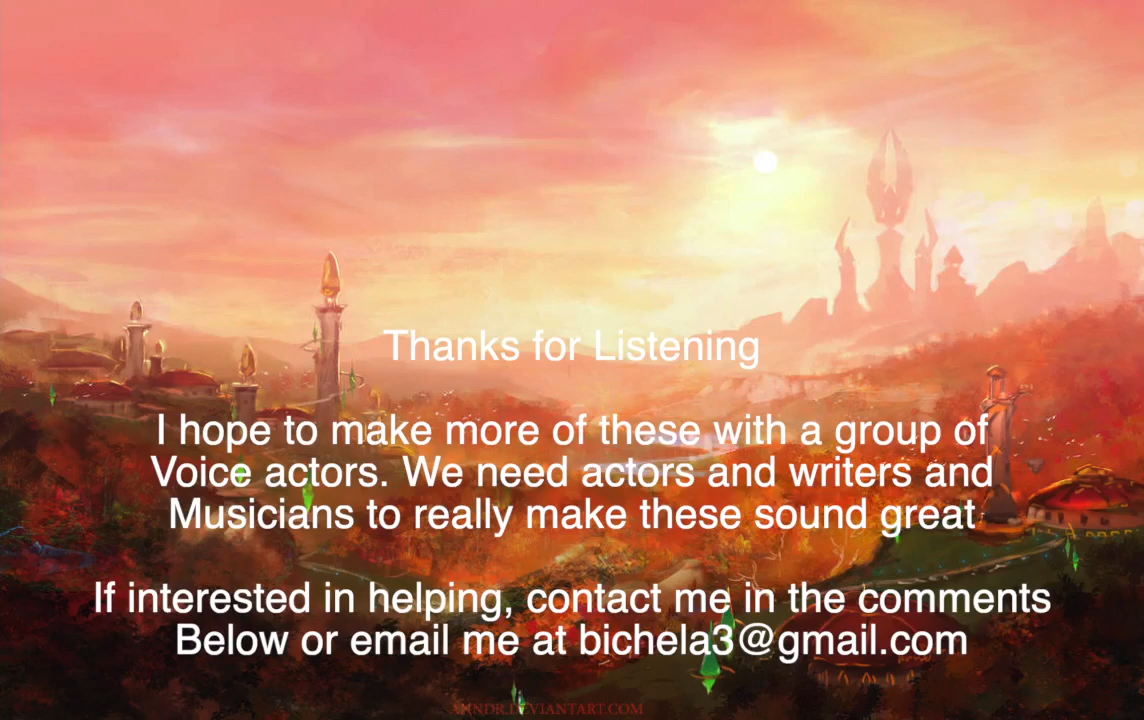 Thanks for Listening
I hope to make more of these with a group of
Voice actors. We need actors and writers and
Musicians to really make these sound great
If interested in helping, contact me in the comments
Below or email me at bichela3@gmail.com